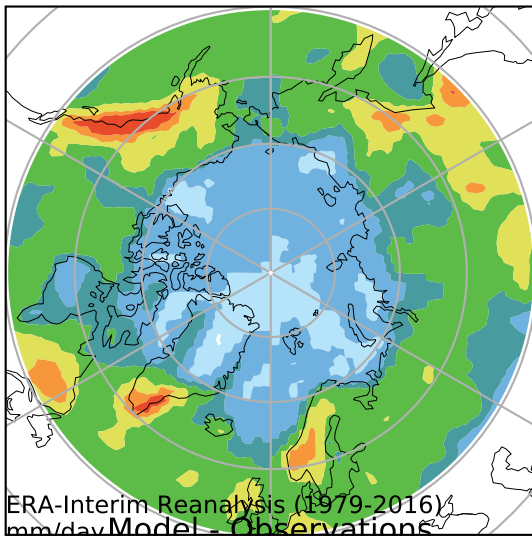 ERA-Interim Reanalysis (1979-2016)
mm/day Model - Observations